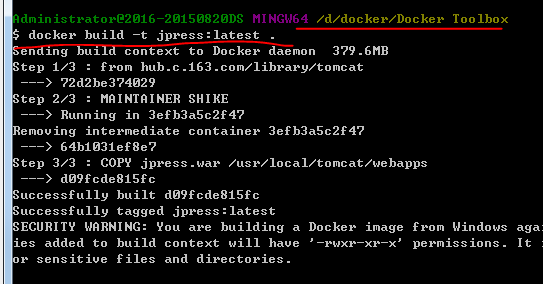 Administrator@2016-20150820DS MINGW64 /d/docker/Docker Toolbox
$ docker build -t jpress:latest .
Sending build context to Docker daemon  379.6MB
Step 1/3 : from hub.c.163.com/library/tomcat
 ---> 72d2be374029
Step 2/3 : MAINTAINER SHIKE
 ---> Running in 3efb3a5c2f47
Removing intermediate container 3efb3a5c2f47
 ---> 64b1031ef8e7
Step 3/3 : COPY jpress.war /usr/local/tomcat/webapps
 ---> d09fcde815fc
Successfully built d09fcde815fc
Successfully tagged jpress:latest
SECURITY WARNING: You are building a Docker image from Windows agai
ies added to build context will have '-rwxr-xr-x' permissions. It i
or sensitive files and directories.